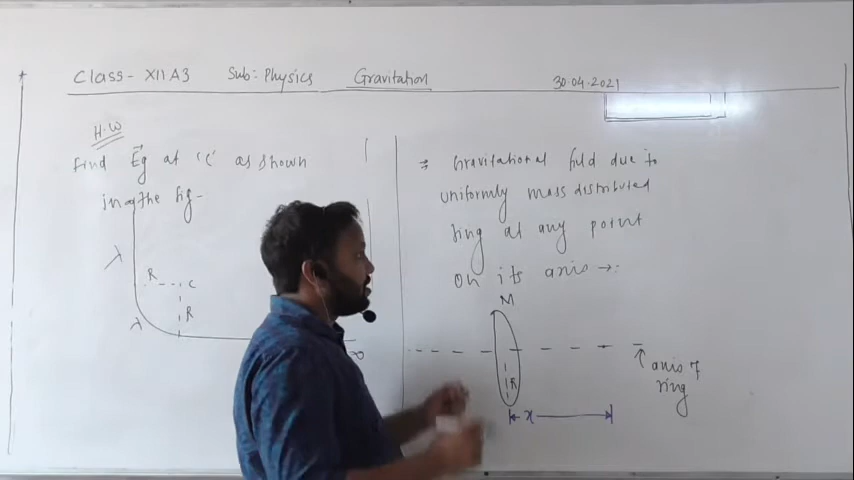 Class- XII A3 Sub: Physics Gravitation 30.04.2021
H.W
Find Eg at 'C' as shown
in the fig-
λ
R
C
R
λ
∞
⇒ Gravitational field due to
uniformly mass distributed
ring at any point
on its axis →:
M
R
x
axis of
ring